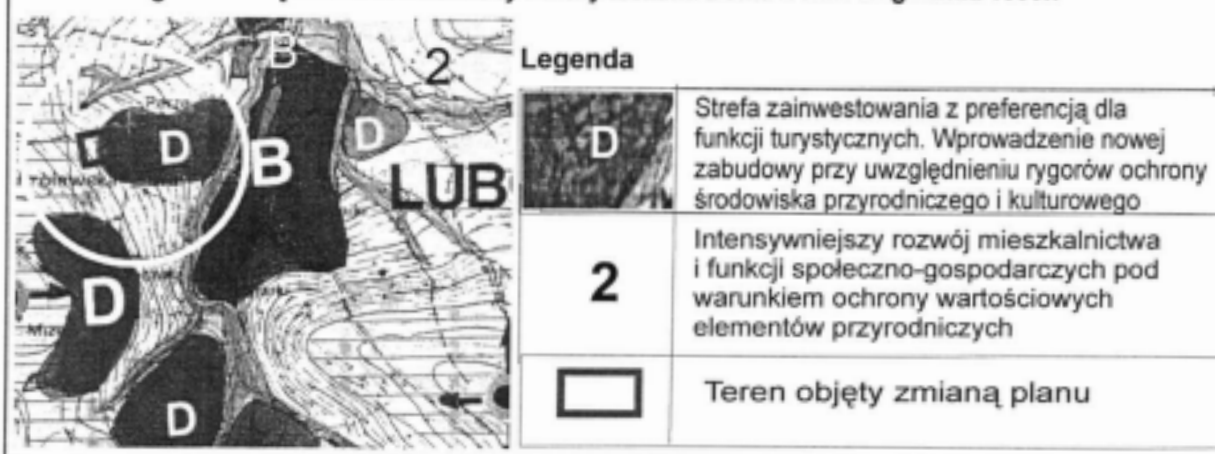 B
2
D
D
B
LUB
D
D
Legenda
D
Strefa zainwestowania z preferencją dla
funkcji turystycznych. Wprowadzenie nowej
zabudowy przy uwzględnieniu rygorów ochrony
środowiska przyrodniczego i kulturowego
2
Intensywniejszy rozwój mieszkalnictwa
i funkcji społeczno-gospodarczych pod
warunkiem ochrony wartościowych
elementów przyrodniczych
Teren objęty zmianą planu